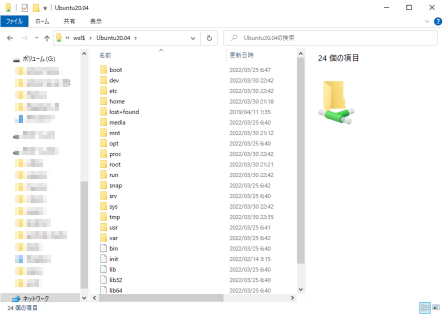 Ubuntu20.04
ファイル ホーム 共有 表示
« wsl$ › Ubuntu20.04 ›
Ubuntu20.04の検索
ボリューム (G:)
ネットワーク
名前 更新日時
boot 2022/03/25 6:47
dev 2022/03/30 22:42
etc 2022/03/30 22:42
home 2022/03/30 21:18
lost+found 2019/04/11 1:35
media 2022/03/25 6:40
mnt 2022/03/30 21:12
opt 2022/03/25 6:40
proc 2022/03/30 22:42
root 2022/03/30 21:21
run 2022/03/30 22:42
snap 2022/03/25 6:42
srv 2022/03/25 6:40
sys 2022/03/30 22:42
tmp 2022/03/30 22:35
usr 2022/03/25 6:41
var 2022/03/25 6:42
bin 2022/03/25 6:40
init 2022/02/14 3:15
lib 2022/03/25 6:40
lib32 2022/03/25 6:40
lib64 2022/03/25 6:40
24 個の項目
24 個の項目